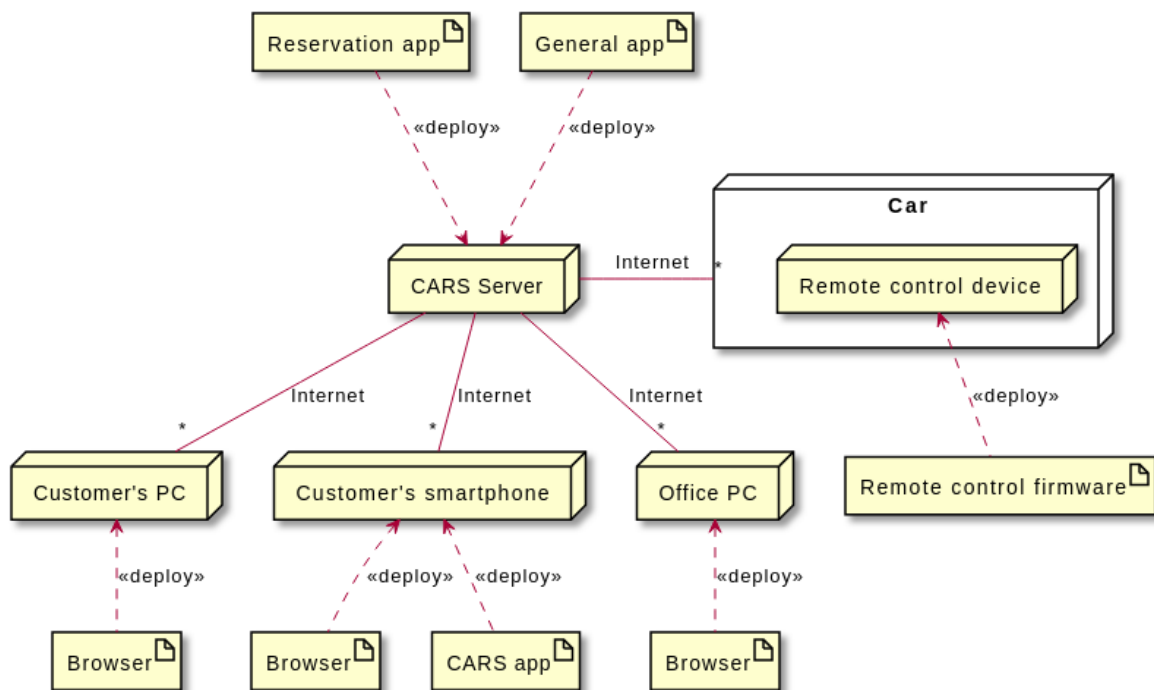 Reservation app
General app
«deploy»
«deploy»
Car
Internet
*
CARS Server
Remote control device
Internet
Internet
Internet
«deploy»
*
*
*
Customer's PC
Customer's smartphone
Office PC
Remote control firmware
«deploy»
«deploy»
«deploy»
«deploy»
Browser
Browser
CARS app
Browser